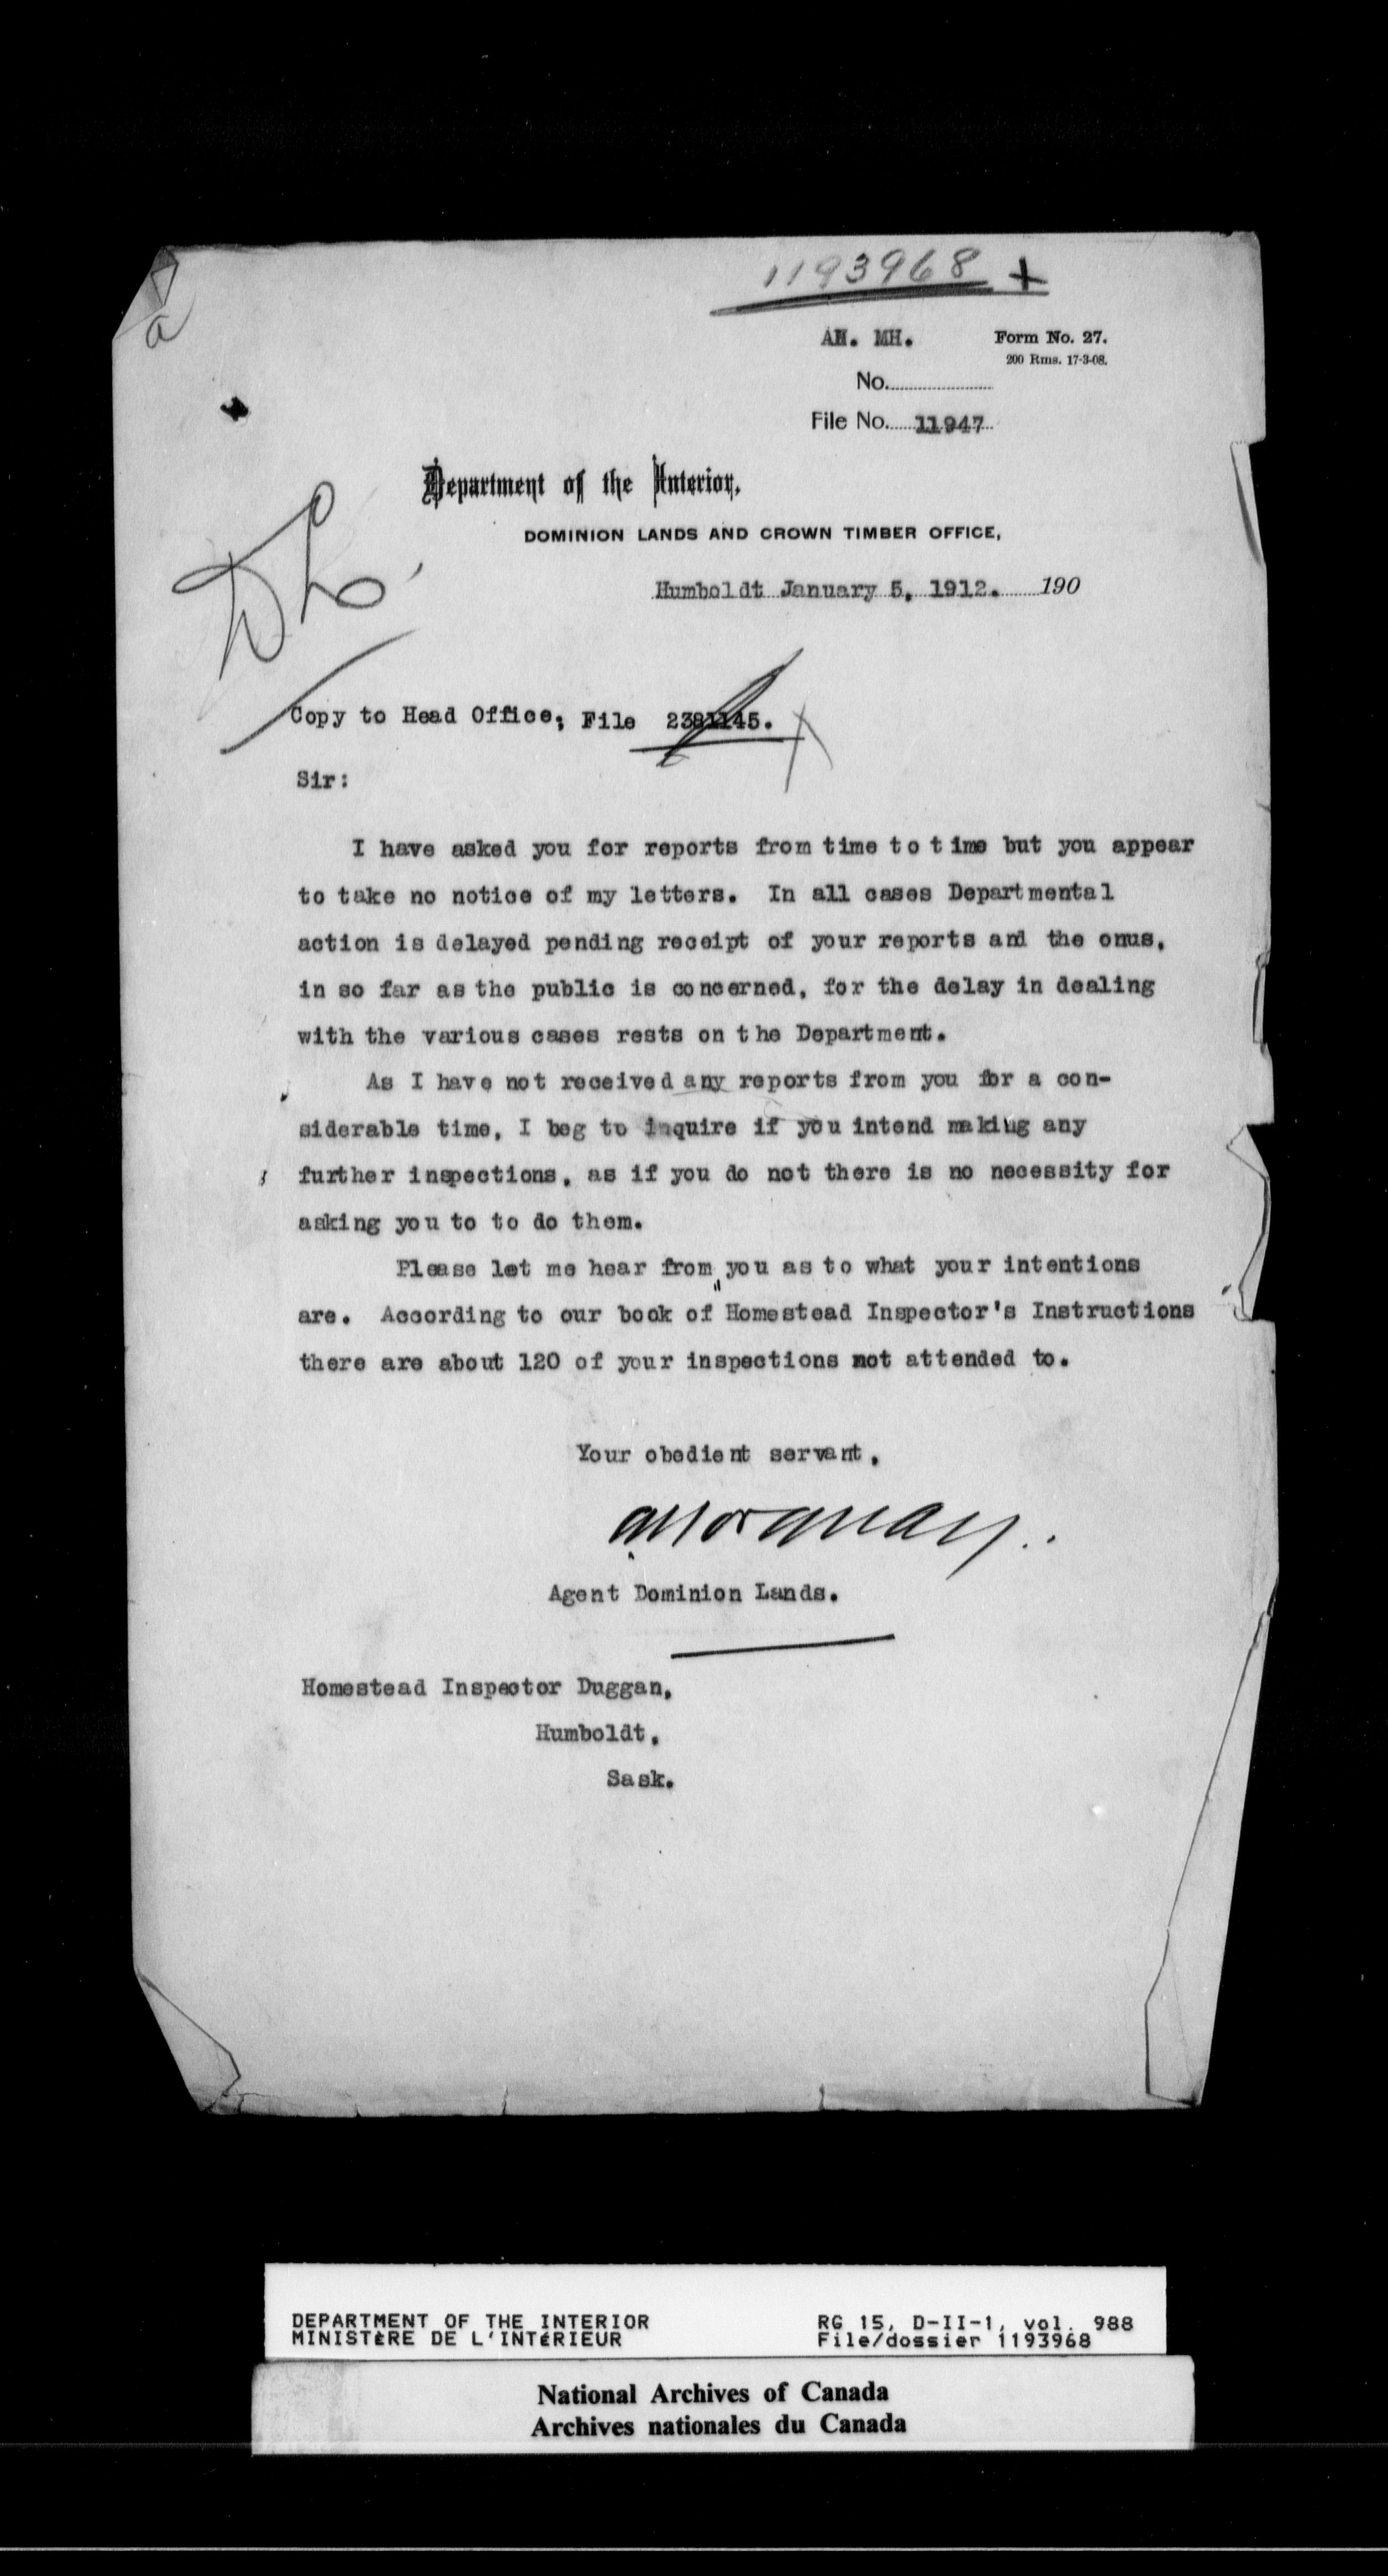 1193968 +
a
AH. MH.
Form No. 27.
200 Rms. 17-3-08.
No.
File No. 11947
Department of the Interior,
DOMINION LANDS AND CROWN TIMBER OFFICE,
Humboldt January 5, 1912. 190
Copy to Head Office, File 2381145.
Sir:
I have asked you for reports from time to time but you appear
to take no notice of my letters. In all cases Departmental
action is delayed pending receipt of your reports and the onus,
in so far as the public is concerned, for the delay in dealing
with the various cases rests on the Department.
As I have not received any reports from you for a con-
siderable time, I beg to inquire if you intend making any
further inspections, as if you do not there is no necessity for
asking you to to do them.
Please let me hear from you as to what your intentions
are. According to our book of "Homestead Inspector's Instructions
there are about 120 of your inspections not attended to.
Your obedient servant,
Agent Dominion Lands.
Homestead Inspector Duggan,
Humboldt,
Sask.
DEPARTMENT OF THE INTERIOR
MINISTÈRE DE L'INTÉRIEUR
RG 15, D-II-1, vol. 988
File/dossier 1193968
National Archives of Canada
Archives nationales du Canada